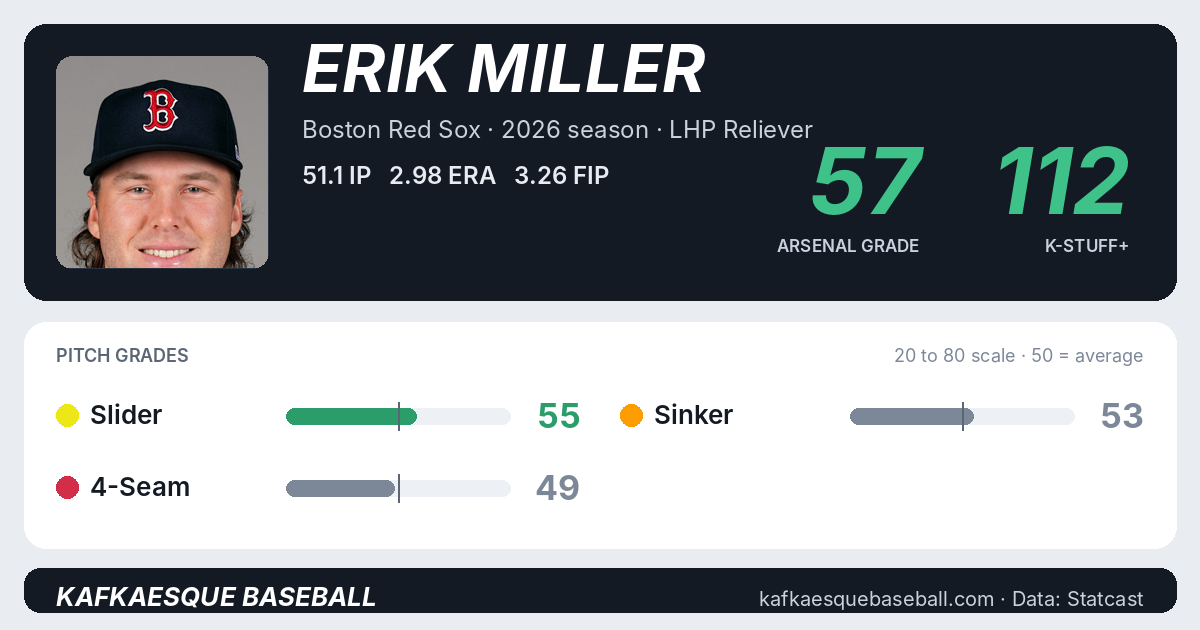 ERIK MILLER
Boston Red Sox · 2026 season · LHP Reliever
51.1 IP 2.98 ERA 3.26 FIP
57 112
ARSENAL GRADE K-STUFF+
PITCH GRADES 20 to 80 scale · 50 = average
Slider 55 Sinker 53
4-Seam 49
KAFKAESQUE BASEBALL kafkaesquebaseball.com · Data: Statcast